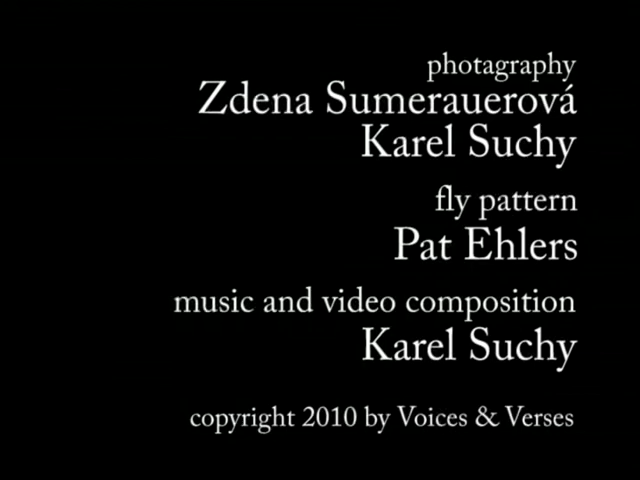 photagraphy
Zdena Sumerauerová
Karel Suchy
fly pattern
Pat Ehlers
music and video composition
Karel Suchy
copyright 2010 by Voices & Verses